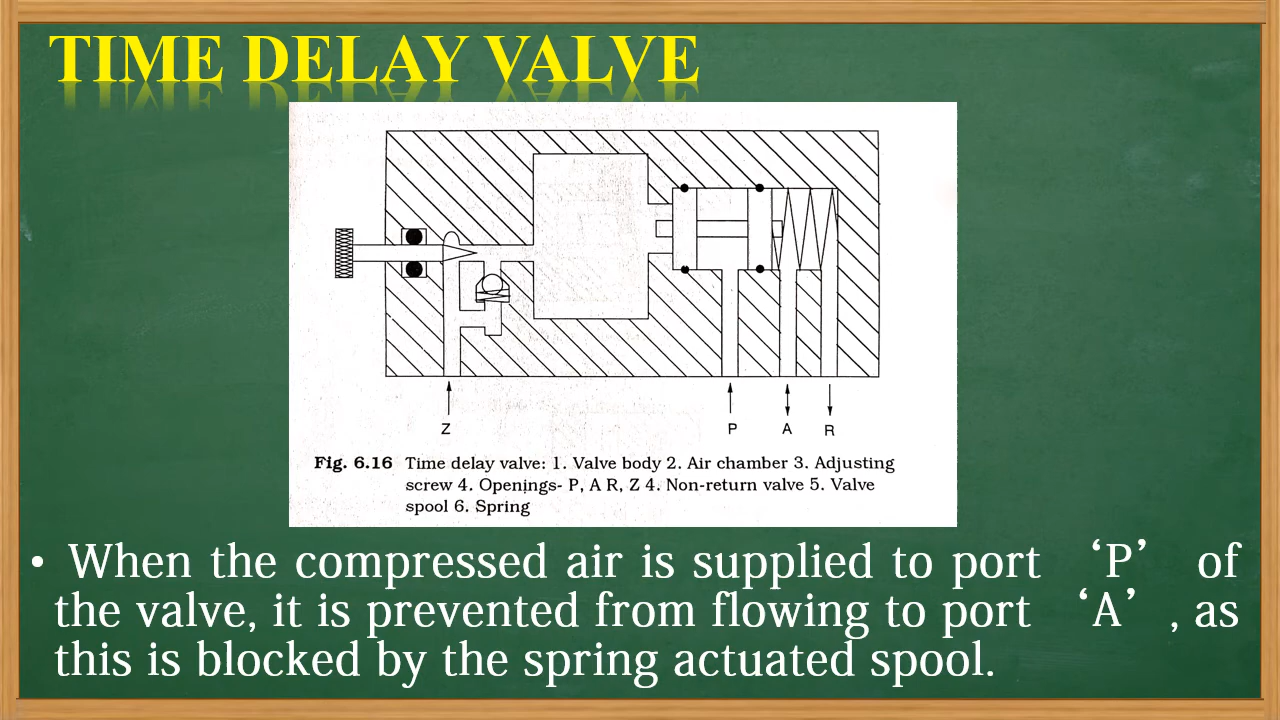 TIME DELAY VALVE
Z
P A R
Fig. 6.16 Time delay valve: 1. Valve body 2. Air chamber 3. Adjusting
screw 4. Openings- P, A R, Z 4. Non-return valve 5. Valve
spool 6. Spring
• When the compressed air is supplied to port ‘P’ of
the valve, it is prevented from flowing to port ‘A’ , as
this is blocked by the spring actuated spool.